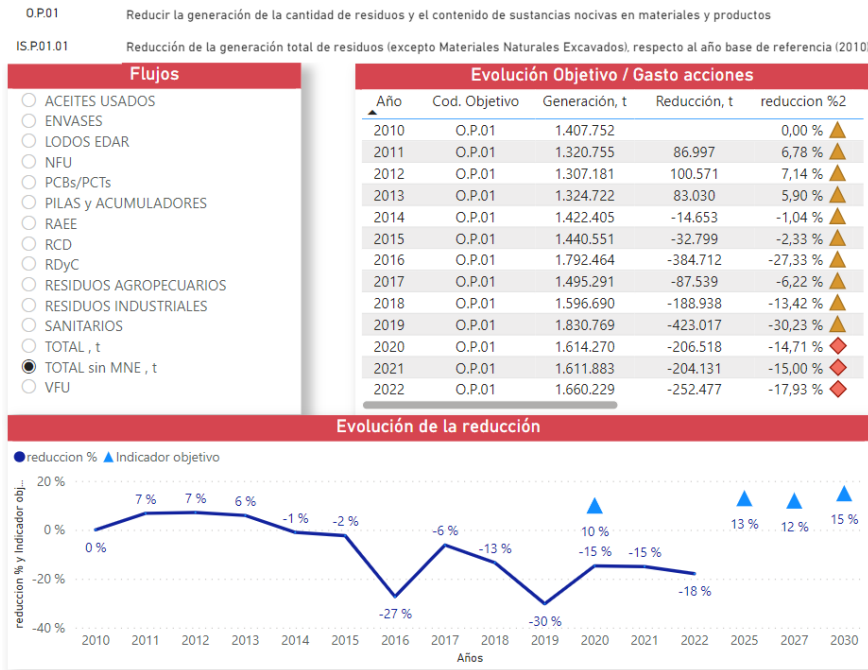 O.P.01 Reducir la generación de la cantidad de residuos y el contenido de sustancias nocivas en materiales y productos
IS.P.01.01 Reducción de la generación total de residuos (excepto Materiales Naturales Excavados), respecto al año base de referencia (2010)
Flujos
ACEITES USADOS
ENVASES
LODOS EDAR
NFU
PCBs/PCTs
PILAS y ACUMULADORES
RAEE
RCD
RDyC
RESIDUOS AGROPECUARIOS
RESIDUOS INDUSTRIALES
SANITARIOS
TOTAL , t
TOTAL sin MNE , t
VFU
Evolución Objetivo / Gasto acciones
Año Cod. Objetivo Generación, t Reducción, t reduccion %2
2010 O.P.01 1.407.752 0,00 %
2011 O.P.01 1.320.755 86.997 6,78 %
2012 O.P.01 1.307.181 100.571 7,14 %
2013 O.P.01 1.324.722 83.030 5,90 %
2014 O.P.01 1.422.405 -14.653 -1,04 %
2015 O.P.01 1.440.551 -32.799 -2,33 %
2016 O.P.01 1.792.464 -384.712 -27,33 %
2017 O.P.01 1.495.291 -87.539 -6,22 %
2018 O.P.01 1.596.690 -188.938 -13,42 %
2019 O.P.01 1.830.769 -423.017 -30,23 %
2020 O.P.01 1.614.270 -206.518 -14,71 %
2021 O.P.01 1.611.883 -204.131 -15,00 %
2022 O.P.01 1.660.229 -252.477 -17,93 %
Evolución de la reducción
reduccion % Indicador objetivo
reduccion % y Indicador obj...
20 %
0 %
-20 %
-40 %
0 %
7 %
7 %
6 %
-1 %
-2 %
-27 %
-6 %
-13 %
-30 %
10 %
-15 %
-15 %
-18 %
13 %
12 %
15 %
2010 2011 2012 2013 2014 2015 2016 2017 2018 2019 2020 2021 2022 2025 2027 2030
Años